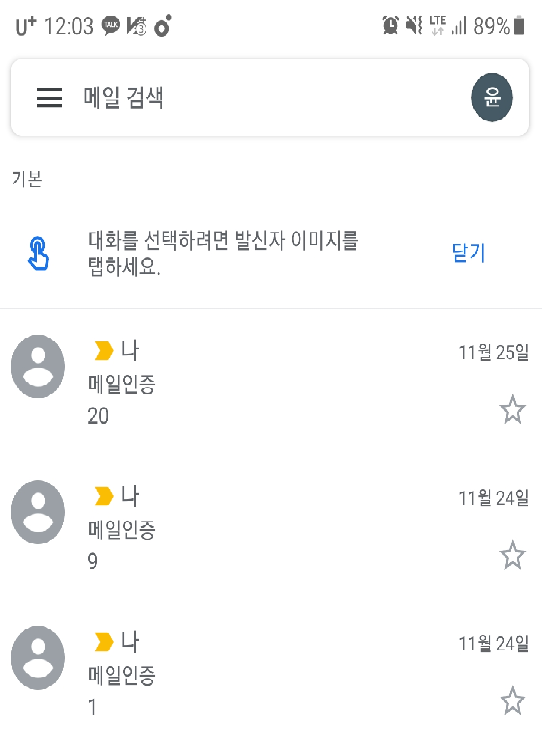 U+ 12:03 TALK LTE 89%
메일 검색
윤
기본
대화를 선택하려면 발신자 이미지를
탭하세요.
닫기
나
11월 25일
메일인증
20
나
11월 24일
메일인증
9
나
11월 24일
메일인증
1